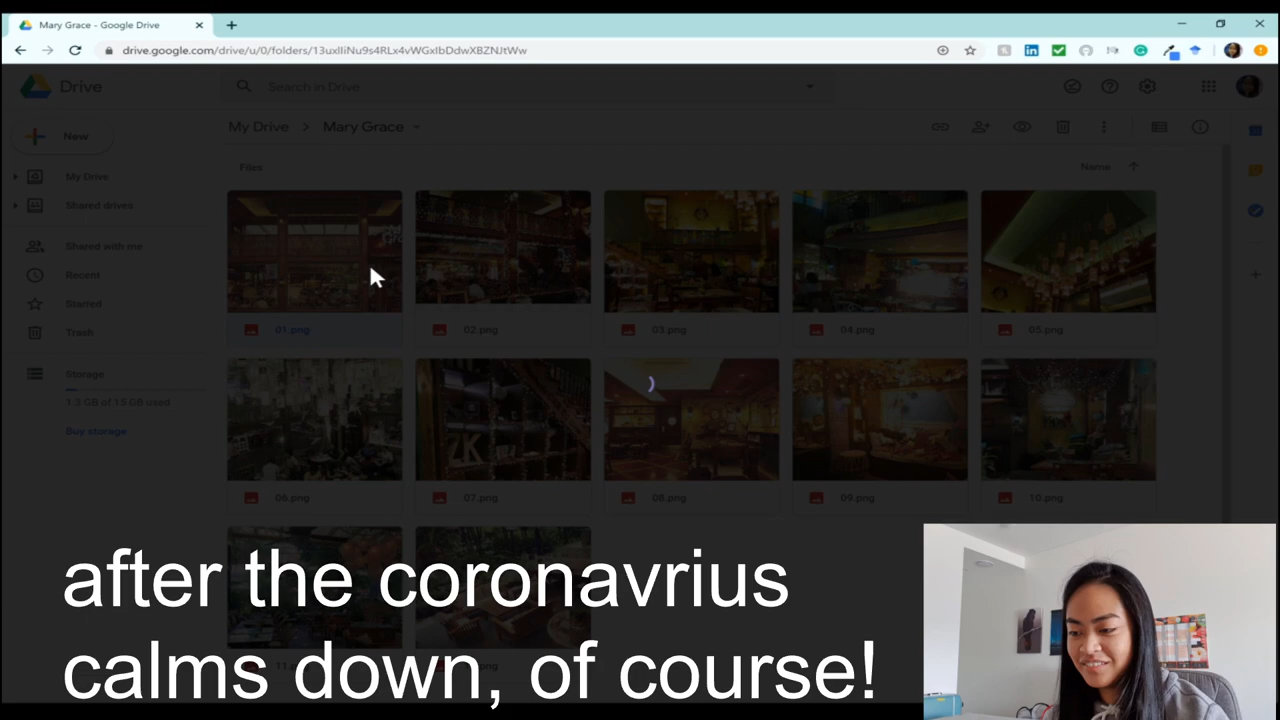 Mary Grace - Google Drive
drive.google.com/drive/u/0/folders/13uxlIiNu9s4RLx4vWGxIbDdwXBZNJtWw
Drive
Search in Drive
New
My Drive > Mary Grace
My Drive
Shared drives
Shared with me
Recent
Starred
Trash
Storage
1.2 GB of 15 GB used
Buy storage
Files
Name
01.png
02.png
03.png
04.png
05.png
ZK
06.png
07.png
08.png
09.png
10.png
after the coronavrius
calms down, of course!